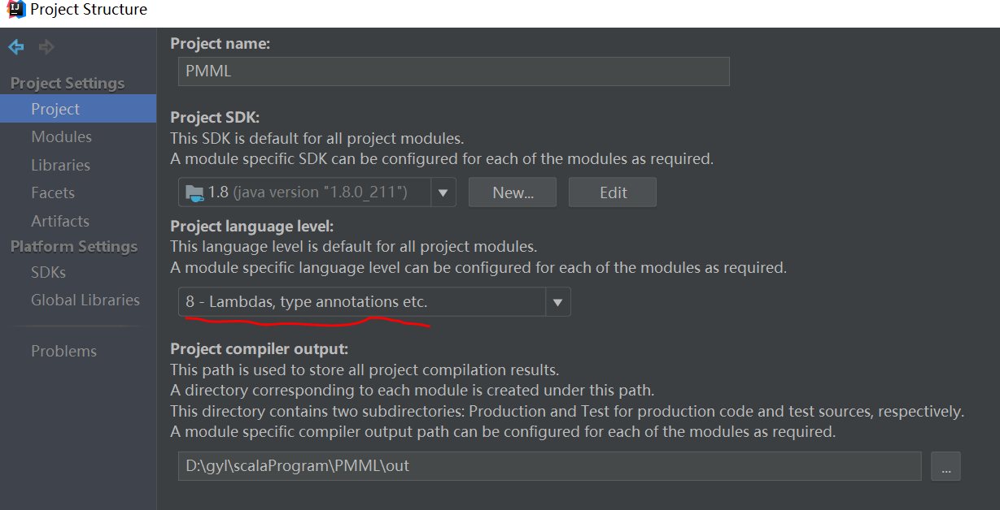 Project Structure
Project Settings
Project
Modules
Libraries
Facets
Artifacts
Platform Settings
SDKs
Global Libraries
Problems
Project name:
PMML
Project SDK:
This SDK is default for all project modules.
A module specific SDK can be configured for each of the modules as required.
1.8 (java version "1.8.0_211")
New...
Edit
Project language level:
This language level is default for all project modules.
A module specific language level can be configured for each of the modules as required.
8 - Lambdas, type annotations etc.
Project compiler output:
This path is used to store all project compilation results.
A directory corresponding to each module is created under this path.
This directory contains two subdirectories: Production and Test for production code and test sources, respectively.
A module specific compiler output path can be configured for each of the modules as required.
D:\gyl\scalaProgram\PMML\out
...